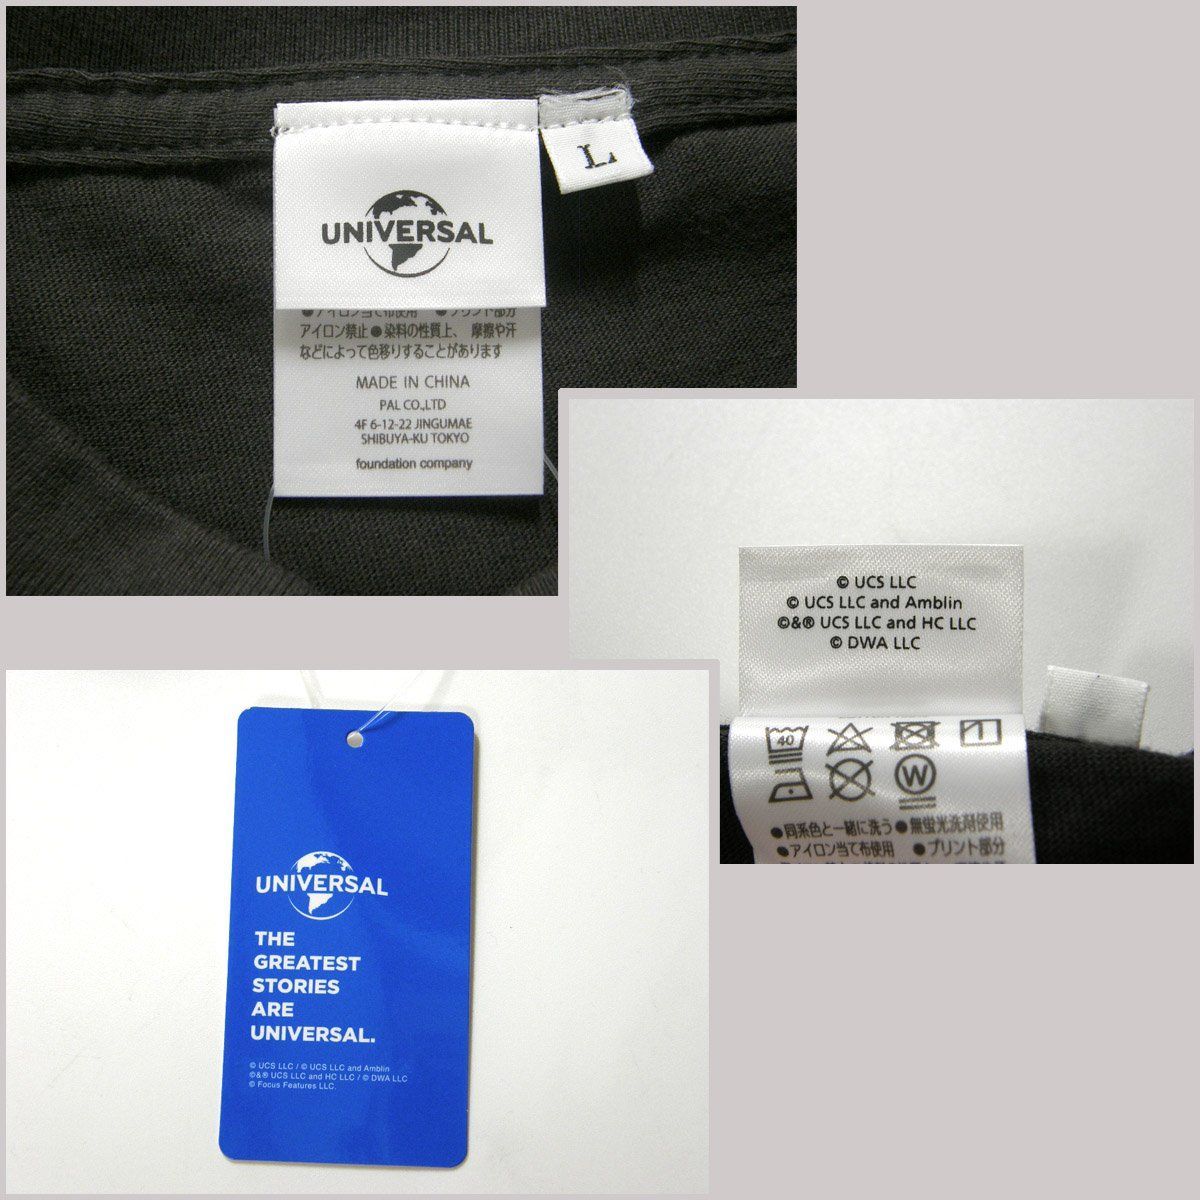 L
UNIVERSAL
●アイロン当て布使用 ●プリント部分
アイロン禁止●染料の性質上、摩擦や汗
などによって色移りすることがあります
MADE IN CHINA
PAL CO.,LTD
4F 6-12-22 JINGUMAE
SHIBUYA-KU TOKYO
foundation company
© UCS LLC
© UCS LLC and Amblin
©&® UCS LLC and HC LLC
© DWA LLC
40
W
●同系色と一緒に洗う●無蛍光洗剤使用
●アイロン当て布使用 ●プリント部分
UNIVERSAL
THE
GREATEST
STORIES
ARE
UNIVERSAL.
© UCS LLC / © UCS LLC and Amblin
©&® UCS LLC and HC LLC / © DWA LLC
© Focus Features LLC.